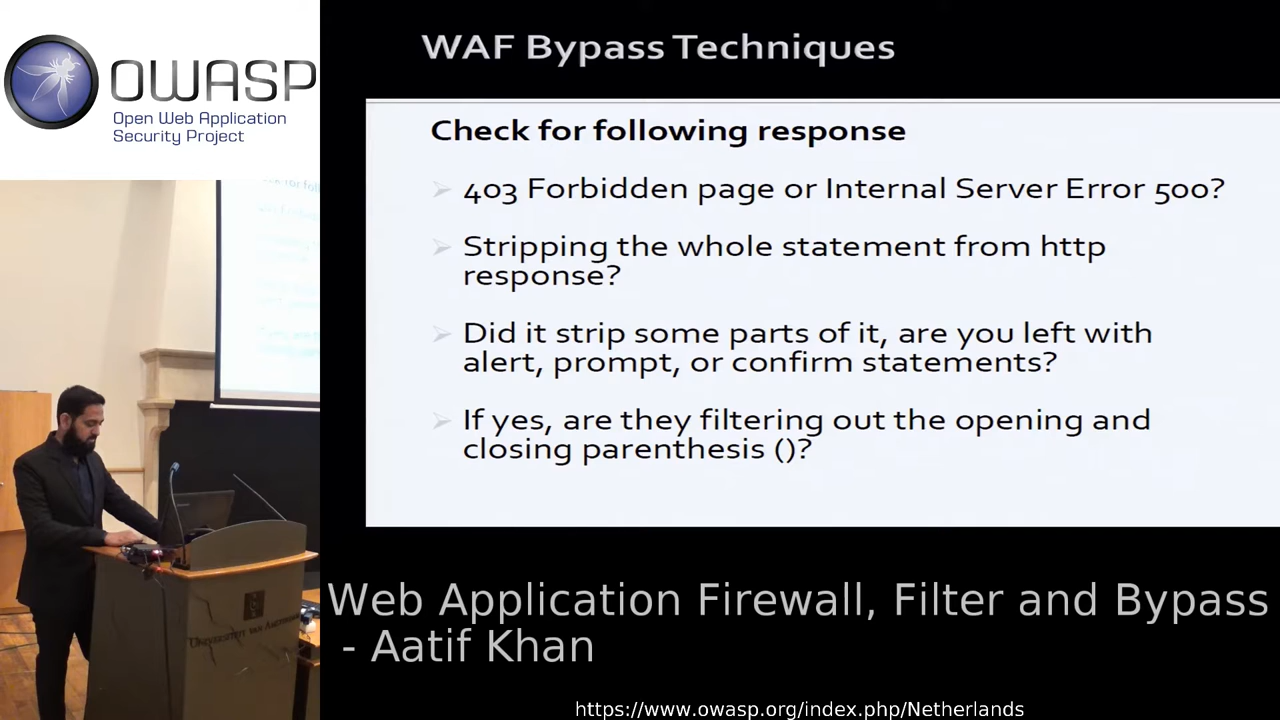 OWASP
Open Web Application
Security Project
WAF Bypass Techniques
Check for following response
403 Forbidden page or Internal Server Error 500?
Stripping the whole statement from http
response?
Did it strip some parts of it, are you left with
alert, prompt, or confirm statements?
If yes, are they filtering out the opening and
closing parenthesis ()?
Web Application Firewall, Filter and Bypass
- Aatif Khan
https://www.owasp.org/index.php/Netherlands